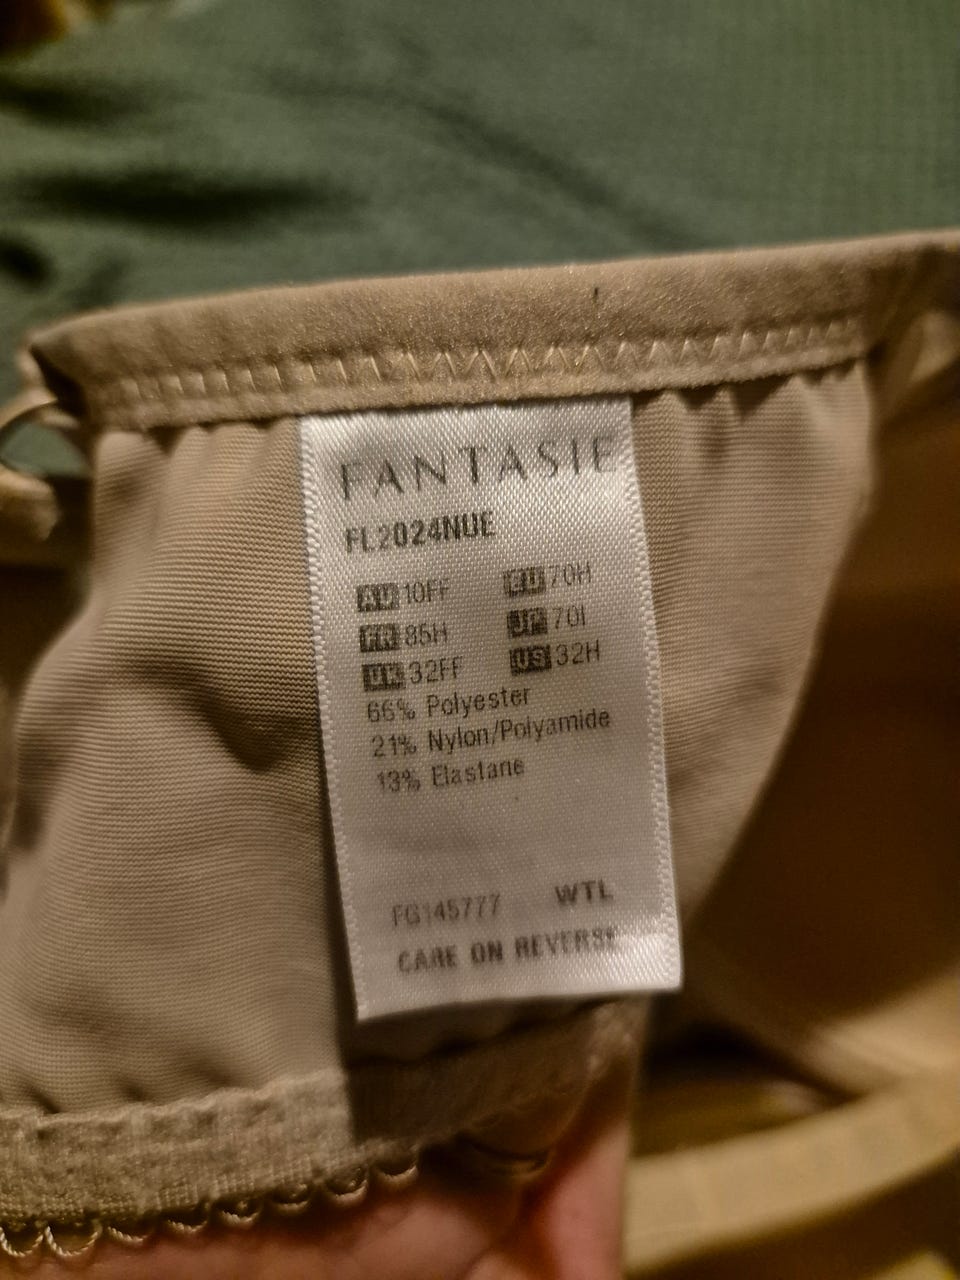 FANTASIE
FL2024NUE
AU 10FF EU 70H
FR 85H JP 70I
UK 32FF US 32H
66% Polyester
21% Nylon/Polyamide
13% Elastane
FG145777 WTL
CARE ON REVERSE